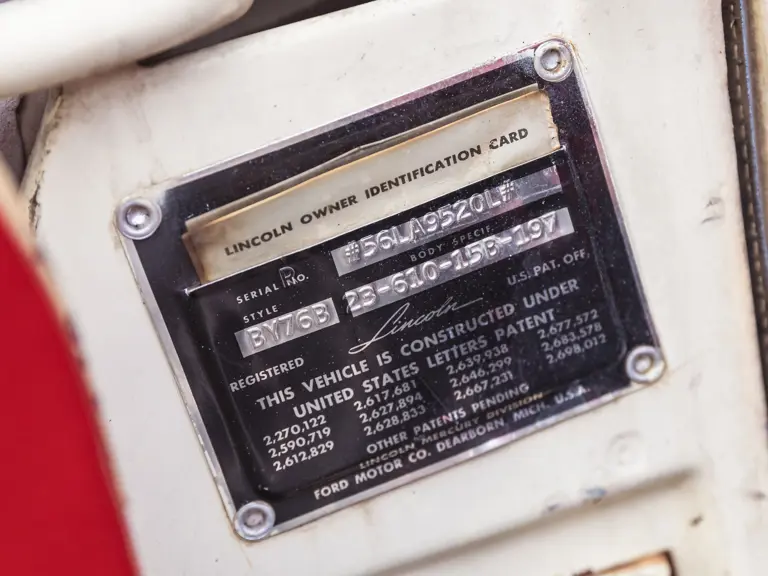 LINCOLN OWNER IDENTIFICATION CARD
SERIAL NO. #56LA9520L#
BODY SPECIF.
STYLE
BY76B 23-610-15B-197
Lincoln
REGISTERED U.S. PAT. OFF.
THIS VEHICLE IS CONSTRUCTED UNDER
UNITED STATES LETTERS PATENT
2,270,122 2,617,681 2,639,938 2,677,572
2,590,719 2,627,894 2,646,299 2,683,578
2,612,829 2,628,833 2,667,231 2,698,012
OTHER PATENTS PENDING
LINCOLN MERCURY DIVISION
FORD MOTOR CO. DEARBORN, MICH. U.S.A.